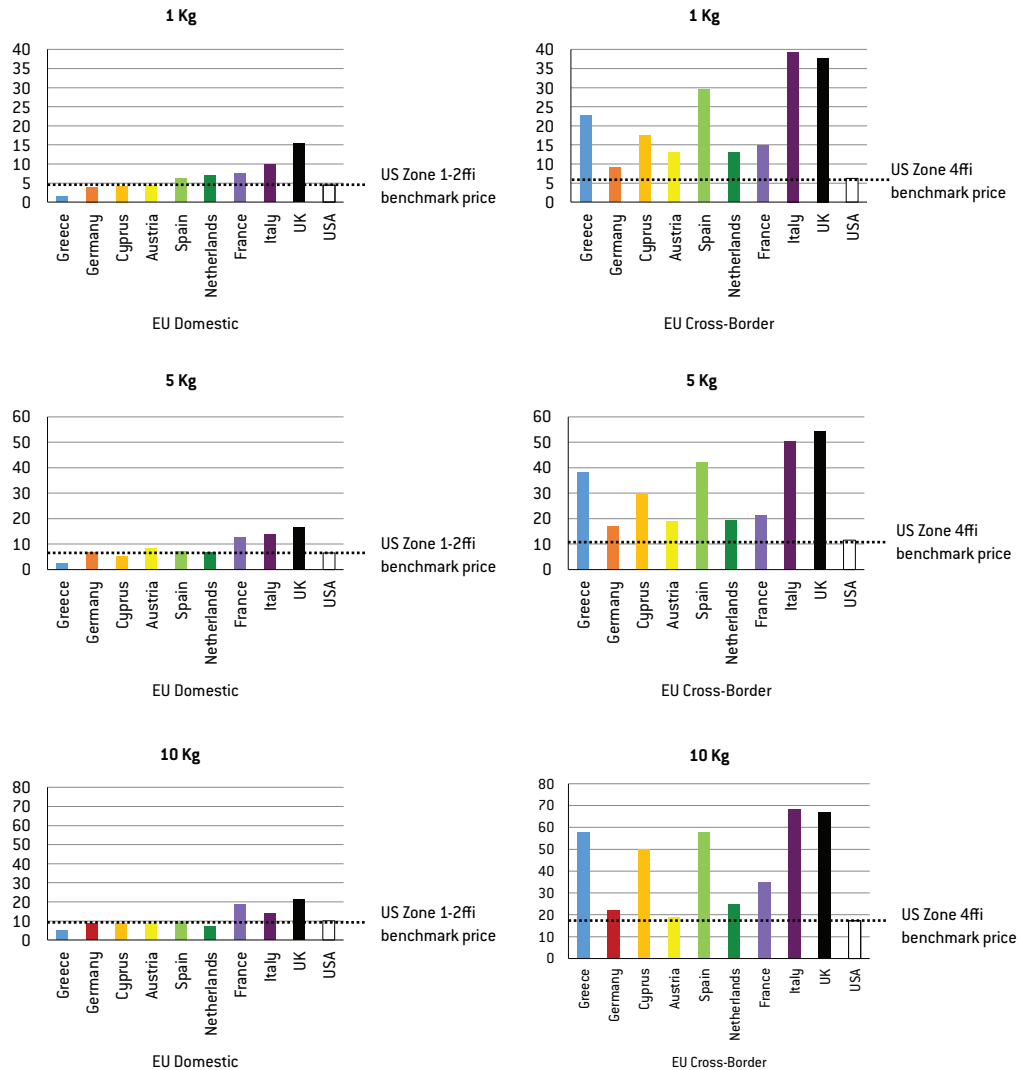 1 Kg
40
35
30
25
20
15
10
5
0
Greece
Germany
Cyprus
Austria
Spain
Netherlands
France
Italy
UK
USA
US Zone 1-2ffi
benchmark price
EU Domestic
1 Kg
40
35
30
25
20
15
10
5
0
Greece
Germany
Cyprus
Austria
Spain
Netherlands
France
Italy
UK
USA
US Zone 4ffi
benchmark price
EU Cross-Border
5 Kg
60
50
40
30
20
10
0
Greece
Germany
Cyprus
Austria
Spain
Netherlands
France
Italy
UK
USA
US Zone 1-2ffi
benchmark price
EU Domestic
5 Kg
60
50
40
30
20
10
0
Greece
Germany
Cyprus
Austria
Spain
Netherlands
France
Italy
UK
USA
US Zone 4ffi
benchmark price
EU Cross-Border
10 Kg
80
70
60
50
40
30
20
10
0
Greece
Germany
Cyprus
Austria
Spain
Netherlands
France
Italy
UK
USA
US Zone 1-2ffi
benchmark price
EU Domestic
10 Kg
80
70
60
50
40
30
20
10
0
Greece
Germany
Cyprus
Austria
Spain
Netherlands
France
Italy
UK
USA
US Zone 4ffi
benchmark price
EU Cross-Border